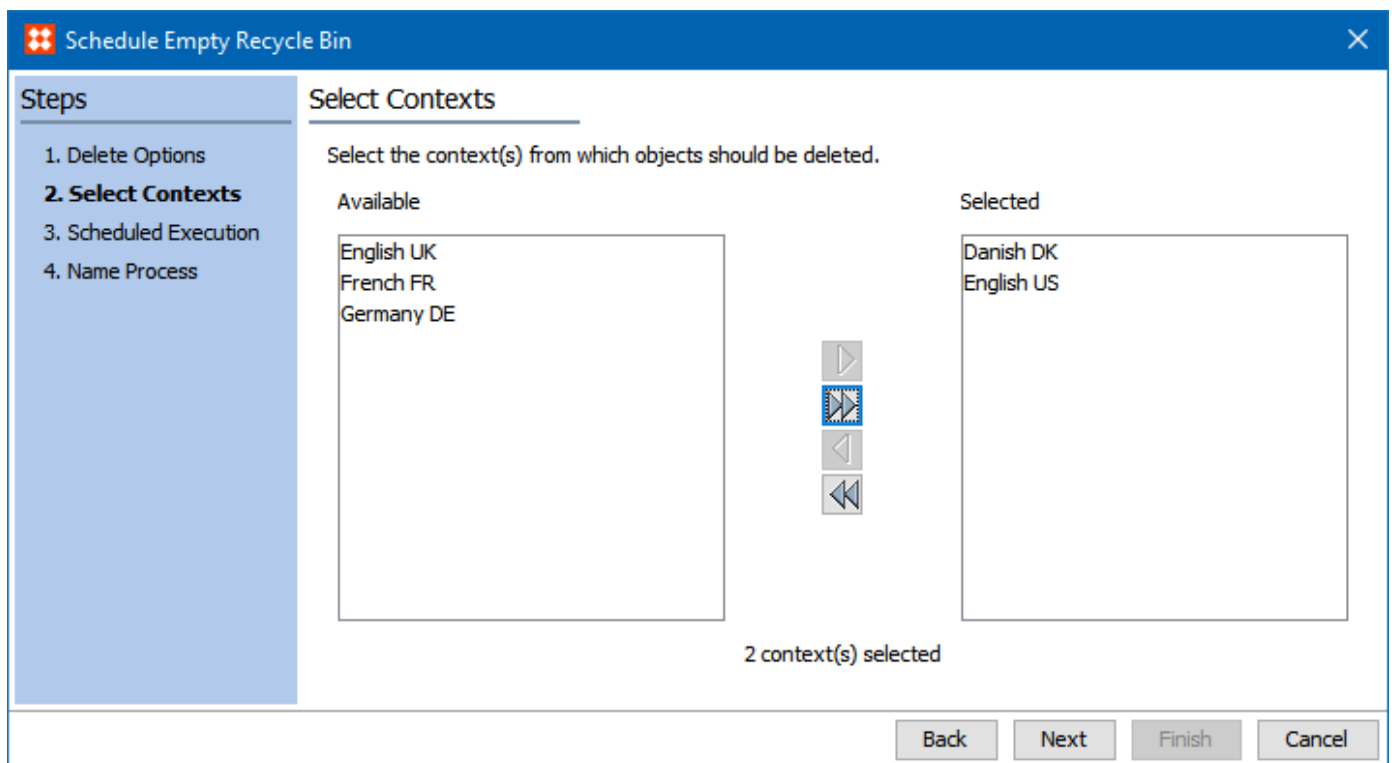 Schedule Empty Recycle Bin
Steps
1. Delete Options
2. Select Contexts
3. Scheduled Execution
4. Name Process
Select Contexts
Select the context(s) from which objects should be deleted.
Available
English UK
French FR
Germany DE
Selected
Danish DK
English US
2 context(s) selected
Back
Next
Finish
Cancel